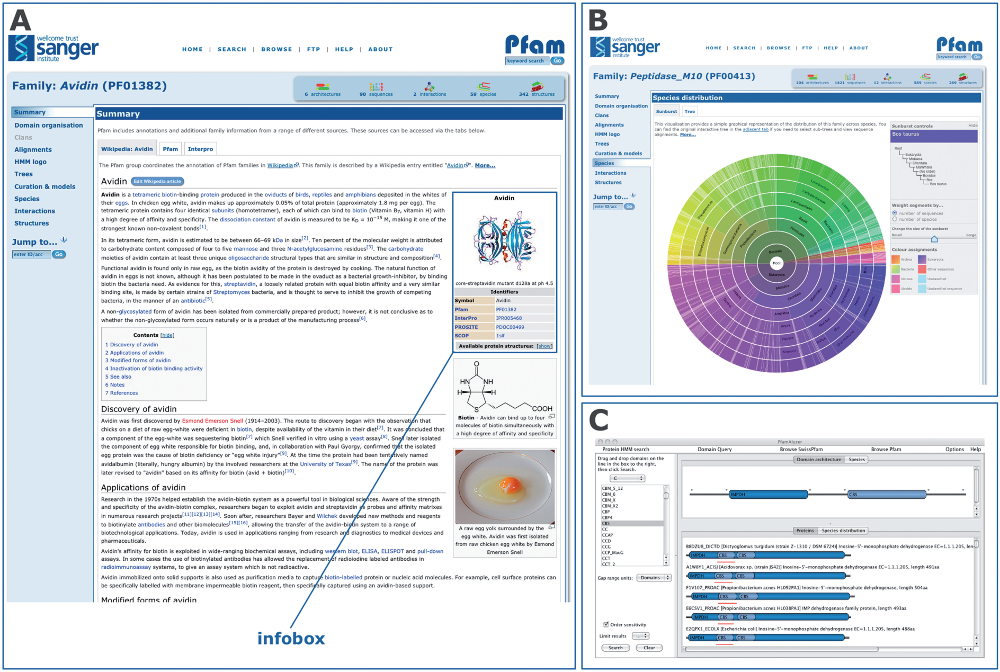 A
wellcome trust
sanger
institute
HOME | SEARCH | BROWSE | FTP | HELP | ABOUT
Pfam
keyword search Go
Family: Avidin (PF01382)
6 architectures 90 sequences 2 interactions 59 species 342 structures
Summary
Domain organisation
Clans
Alignments
HMM logo
Trees
Curation & models
Species
Interactions
Structures
Jump to...
enter ID/acc Go
Summary
Pfam includes annotations and additional family information from a range of different sources. These sources can be accessed via the tabs below.
Wikipedia: Avidin Pfam Interpro
The Pfam group coordinates the annotation of Pfam families in Wikipedia. This family is described by a Wikipedia entry entitled "Avidin". More...
Avidin Edit Wikipedia article
Avidin is a tetrameric biotin-binding protein produced in the oviducts of birds, reptiles and amphibians deposited in the whites of
their eggs. In chicken egg white, avidin makes up approximately 0.05% of total protein (approximately 1.8 mg per egg). The
tetrameric protein contains four identical subunits (homotetramer), each of which can bind to biotin (Vitamin B7, vitamin H) with
a high degree of affinity and specificity. The dissociation constant of avidin is measured to be KD ≈ 10−15 M, making it one of the
strongest known non-covalent bonds[1].
In its tetrameric form, avidin is estimated to be between 66–69 kDa in size[2]. Ten percent of the molecular weight is attributed
to carbohydrate content composed of four to five mannose and three N-acetylglucosamine residues[3]. The carbohydrate
moieties of avidin contain at least three unique oligosaccharide structural types that are similar in structure and composition[4].
Functional avidin is found only in raw egg, as the biotin avidity of the protein is destroyed by cooking. The natural function of
avidin in eggs is not known, although it has been postulated to be made in the ovaduct as a bacterial growth-inhibitor, by binding
biotin the bacteria need. As evidence for this, streptavidin, a loosely related protein with equal biotin affinity and a very similar
binding site, is made by certain strains of Streptomyces bacteria, and is thought to serve to inhibit the growth of competing
bacteria, in the manner of an antibiotic[5].
A non-glycosylated form of avidin has been isolated from commercially prepared product; however, it is not conclusive as to
whether the non-glycosylated form occurs naturally or is a product of the manufacturing process[6].
Contents [hide]
1 Discovery of avidin
2 Applications of avidin
3 Modified forms of avidin
4 Inactivation of biotin binding activity
5 See also
6 Notes
7 References
Discovery of avidin
Avidin was first discovered by Esmond Emerson Snell (1914–2003). The route to discovery began with the observation that
chicks on a diet of raw egg-white were deficient in biotin, despite availability of the vitamin in their diet[7]. It was concluded that
a component of the egg-white was sequestering biotin[7] which Snell verified in vitro using a yeast assay[8]. Snell later isolated
the component of egg white responsible for biotin binding, and, in collaboration with Paul Gyorgy, confirmed that the isolated
egg protein was the cause of biotin deficiency or “egg white injury”[9]. At the time the protein had been tentatively named
avidalbumin (literally, hungry albumin) by the involved researchers at the University of Texas[9]. The name of the protein was
later revised to "avidin" based on its affinity for biotin (avid + biotin)[10].
Applications of avidin
Research in the 1970s helped establish the avidin-biotin system as a powerful tool in biological sciences. Aware of the strength
and specificity of the avidin-biotin complex, researchers began to exploit avidin and streptavidin as probes and affinity matrixes
in numerous research projects[11][12][13][14]. Soon after, researchers Bayer and Wilchek developed new methods and reagents
to biotinylate antibodies and other biomolecules[15][16], allowing the transfer of the avidin-biotin system to a range of
biotechnological applications. Today, avidin is used in applications ranging from research and diagnostics to medical devices and
pharmaceuticals.
Avidin's affinity for biotin is exploited in wide-ranging biochemical assays, including western blot, ELISA, ELISPOT and pull-down
assays. In some cases the use of biotinylated antibodies has allowed the replacement of radioiodine labeled antibodies in
radioimmunoassay systems, to give an assay system which is not radioactive.
Avidin immobilized onto solid supports is also used as purification media to capture biotin-labelled protein or nucleic acid molecules. For example, cell surface proteins can
be specifically labelled with membrane impermeable biotin reagent, then specifically captured using an avidin-based support.
Modified forms of avidin
Avidin
core-streptavidin mutant d128a at ph 4.5
Identifiers
Symbol Avidin
Pfam PF01382
InterPro IPR005468
PROSITE PDOC00499
SCOP 1slf
Available protein structures: [show]
O
HN NH
H H
S
COOH
Biotin - Avidin can bind up to four
molecules of biotin simultaneously with
a high degree of affinity and specificity
A raw egg yolk surrounded by the
egg white. Avidin was first isolated
from raw chicken egg white by Esmond
Emerson Snell
infobox
B
wellcome trust
sanger
institute
HOME | SEARCH | BROWSE | FTP | HELP | ABOUT
Pfam
keyword search Go
Family: Peptidase_M10 (PF00413)
104 architectures 1421 sequences 12 interactions 589 species 269 structures
Summary
Domain organisation
Clans
Alignments
HMM logo
Trees
Curation & models
Species
Interactions
Structures
Jump to...
enter ID/acc Go
Species distribution
Sunburst Tree
This visualisation provides a simple graphical representation of the distribution of this family across species. You
can find the original interactive tree in the adjacent tab if you need to select sub-trees and view sequence
alignments. More...
Lactobacillus
Lactobacillaceae
Lactobacillales
Bacilli
Firmicutes
Listeria
Bacillales
Pseudomonas
Enterobacteriaceae
Gammaproteobacteria
Proteobacteria
Bacteria
Root
Eukaryota
Metazoa
Chordata
Mammalia
Primates
Hominidae
Homo
Homo sapiens
Bos
Insecta
Diptera
Amphibia
Anura
Pipidae
Xenopus
Rodentia
Muridae
Mus
Rattus
Mus musculus
Sunburst controls Hide
Bos taurus
Root
Eukaryota
Metazoa
Chordata
Mammalia
(No order)
Bovidae
Bos
Bos taurus
Weight segments by...
number of sequences
number of species
Change the size of the sunburst
Small Large
Colour assignments
Archea Eukaryota
Bacteria Other sequences
Viruses Unclassified
Viroids Unclassified sequence
C
PfamAlyzer
Protein HMM search Domain Query Browse SwissPfam Browse Pfam Options Help
Drag and drop domains on the
line in the box to the right,
then click Search.
C
CBM_5_12
CBM_6
CBM_X
CBM_X2
CBP
CBP4
CBS
CC
CCAP
CCD
CCG
CCP_MauG
CCT
CCT_2
Gap range units: Domains
Order sensitivity
Limit results ...
Search Clear
Domain architecture Species
* * * * * *
IMPDH CBS
Proteins Species distribution
B8DZU8_DICTD [Dictyoglomus turgidum (strain Z-1310 / DSM 6724)] Inosine-5'-monophosphate dehydrogenase EC=1.1.1.205, len
IMPDH CBS CBS
A1W8Y1_ACISJ [Acidovorax sp. (strain JS42)] Inosine-5'-monophosphate dehydrogenase EC=1.1.1.205, length 491aa
IMPDH CBS CBS
F1V107_PROAC [Propionibacterium acnes HL092PA1] Inosine-5'-monophosphate dehydrogenase, length 504aa
IMPDH CBS CBS
E6CSV1_PROAC [Propionibacterium acnes HL038PA1] IMP dehydrogenase family protein, length 493aa
IMPDH CBS CBS
E2QPX1_ECOLX [Escherichia coli] Inosine-5'-monophosphate dehydrogenase EC=1.1.1.205, length 488aa
IMPDH CBS CBS